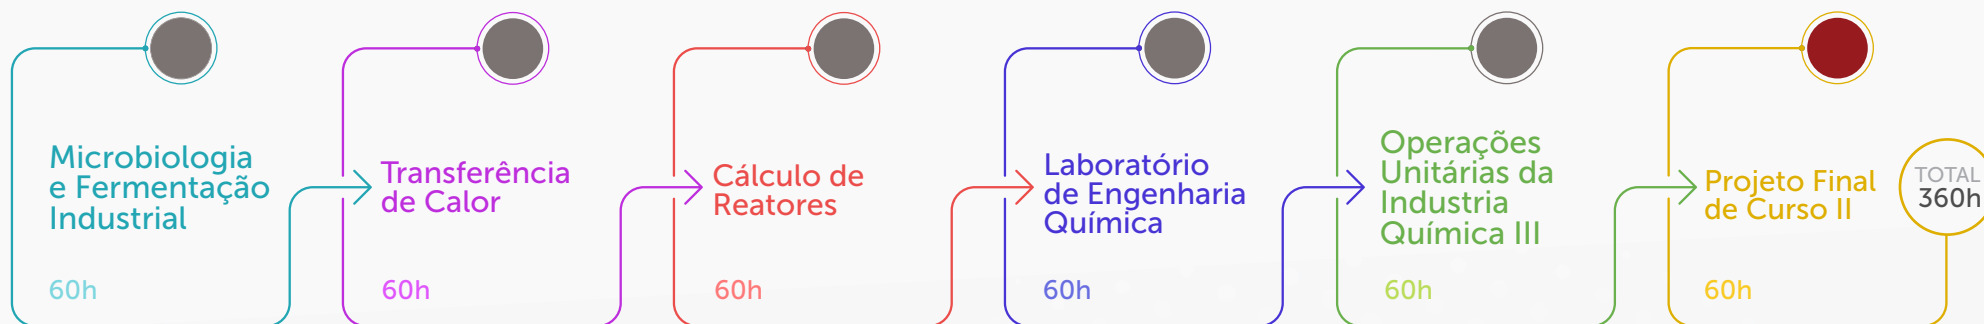 Microbiologia
e Fermentação
Industrial
60h
Transferência
de Calor
60h
Cálculo de
Reatores
60h
Laboratório
de Engenharia
Química
60h
Operações
Unitárias da
Industria
Química III
60h
Projeto Final
de Curso II
60h
TOTAL
360h